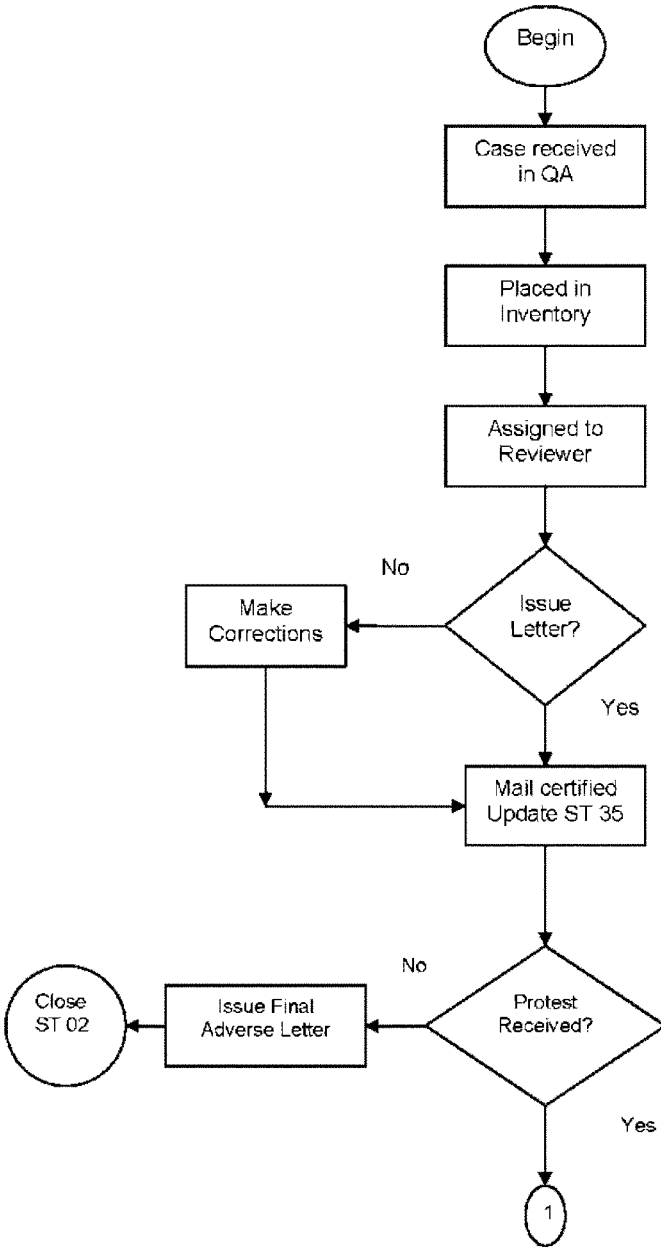 Begin
Case received
in QA
Placed in
Inventory
Assigned to
Reviewer
No
Issue
Letter?
Make
Corrections
Yes
Mail certified
Update ST 35
No
Protest
Received?
Issue Final
Adverse Letter
Close
ST 02
Yes
1